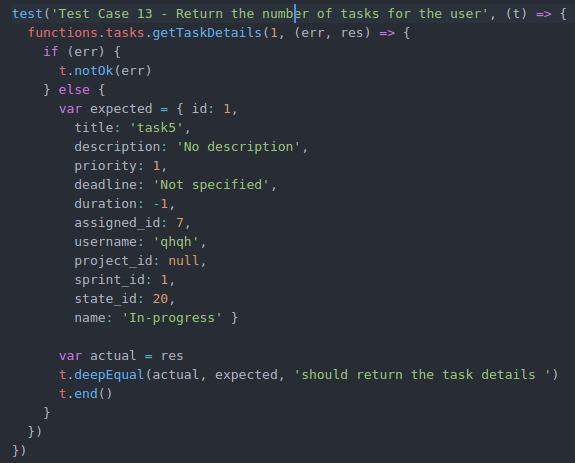 test('Test Case 13 - Return the number of tasks for the user', (t) => {
  functions.tasks.getTaskDetails(1, (err, res) => {
    if (err) {
      t.notOk(err)
    } else {
      var expected = { id: 1,
        title: 'task5',
        description: 'No description',
        priority: 1,
        deadline: 'Not specified',
        duration: -1,
        assigned_id: 7,
        username: 'qhqh',
        project_id: null,
        sprint_id: 1,
        state_id: 20,
        name: 'In-progress' }

      var actual = res
      t.deepEqual(actual, expected, 'should return the task details ')
      t.end()
    }
  })
})